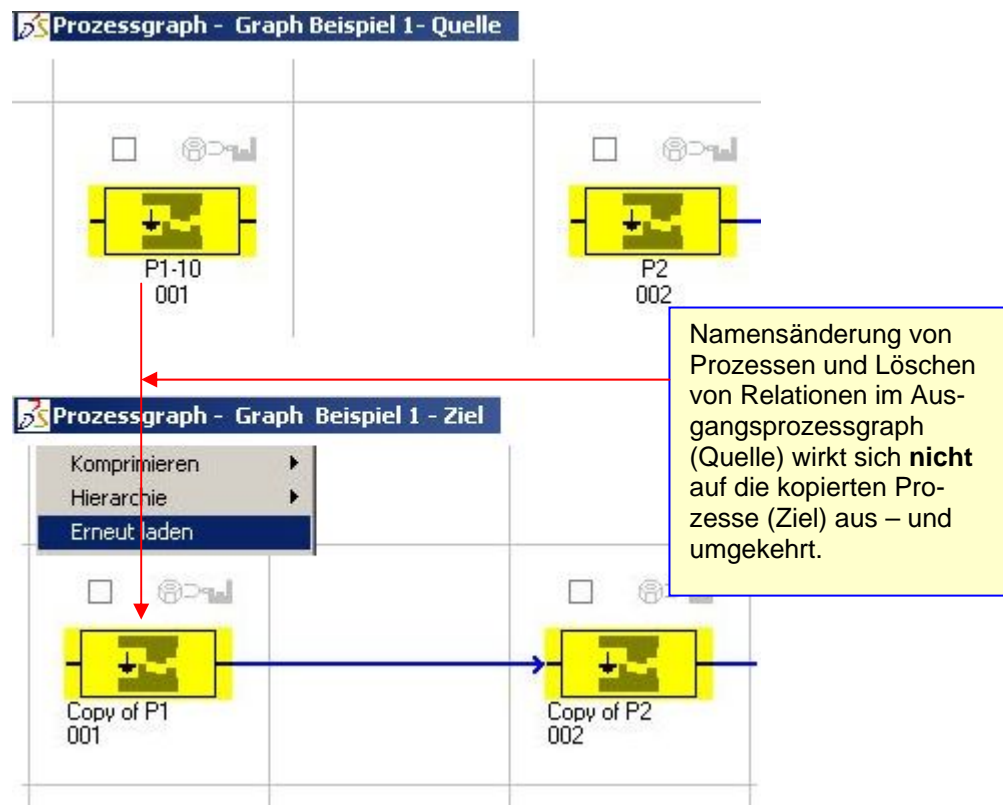 Prozessgraph - Graph Beispiel 1- Quelle
P1-10
001
P2
002
Namensänderung von
Prozessen und Löschen
von Relationen im Aus-
gangsprozessgraph
(Quelle) wirkt sich nicht
auf die kopierten Pro-
zesse (Ziel) aus – und
umgekehrt.
Prozessgraph - Graph Beispiel 1 - Ziel
Komprimieren
Hierarchie
Erneut laden
Copy of P1
001
Copy of P2
002